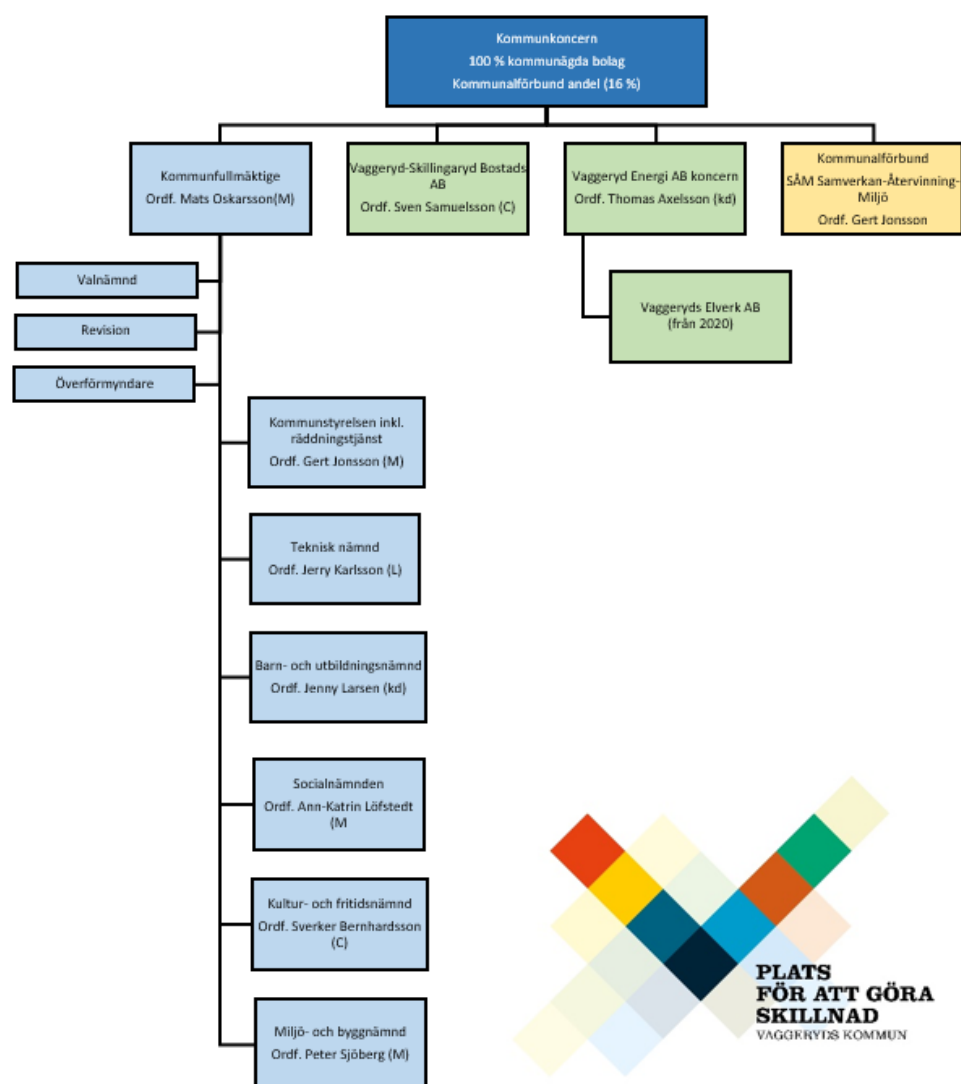 Kommunkoncern
100 % kommunägda bolag
Kommunalförbund andel (16 %)
Kommunfullmäktige
Ordf. Mats Oskarsson(M)
Vaggeryd-Skillingaryd Bostads
AB
Ordf. Sven Samuelsson (C)
Vaggeryd Energi AB koncern
Ordf. Thomas Axelsson (kd)
Kommunalförbund
SÅM Samverkan-Återvinning-
Miljö
Ordf. Gert Jonsson
Valnämnd
Revision
Överförmyndare
Vaggeryds Elverk AB
(från 2020)
Kommunstyrelsen inkl.
räddningstjänst
Ordf. Gert Jonsson (M)
Teknisk nämnd
Ordf. Jerry Karlsson (L)
Barn- och utbildningsnämnd
Ordf. Jenny Larsen (kd)
Socialnämnden
Ordf. Ann-Katrin Löfstedt
(M
Kultur- och fritidsnämnd
Ordf. Sverker Bernhardsson
(C)
Miljö- och byggnämnd
Ordf. Peter Sjöberg (M)
PLATS
FÖR ATT GÖRA
SKILLNAD
VAGGERYDS KOMMUN